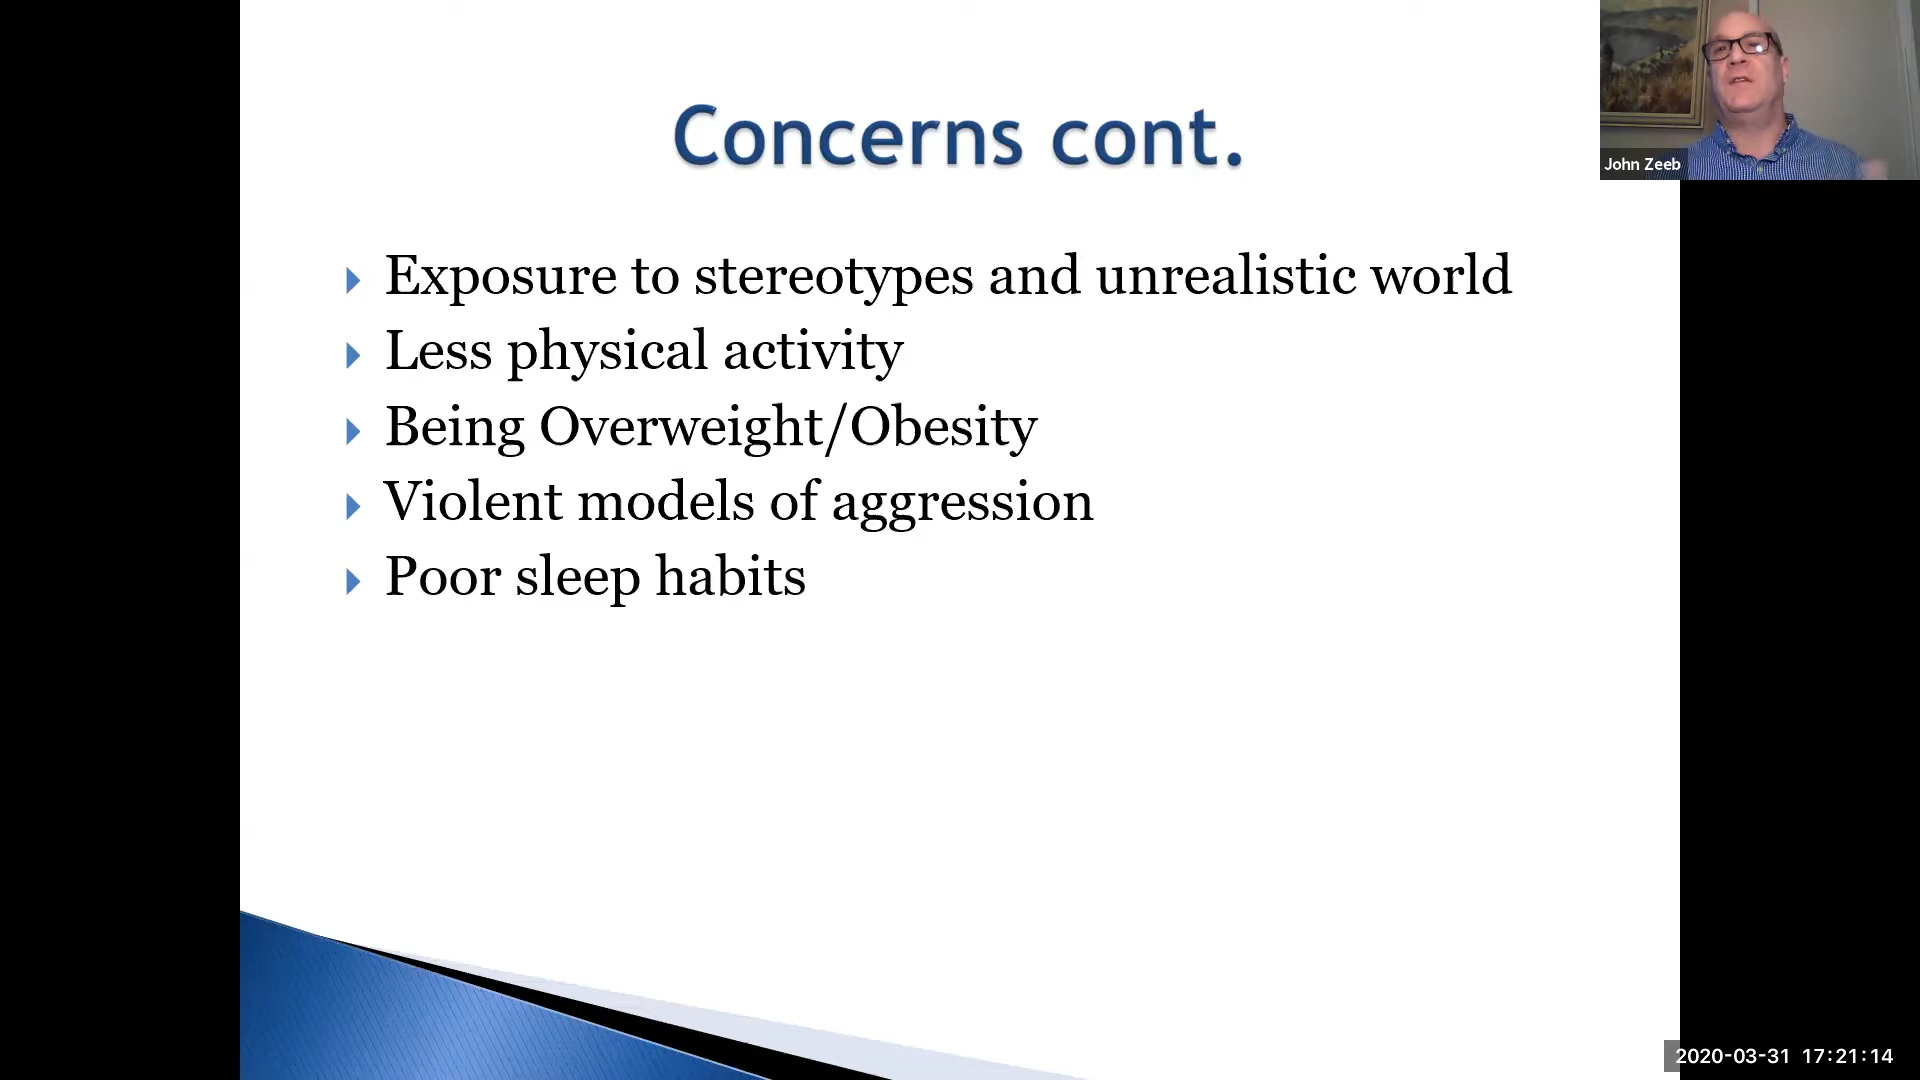 Concerns cont.
John Zeeb
Exposure to stereotypes and unrealistic world
Less physical activity
Being Overweight/Obesity
Violent models of aggression
Poor sleep habits
2020-03-31 17:21:14